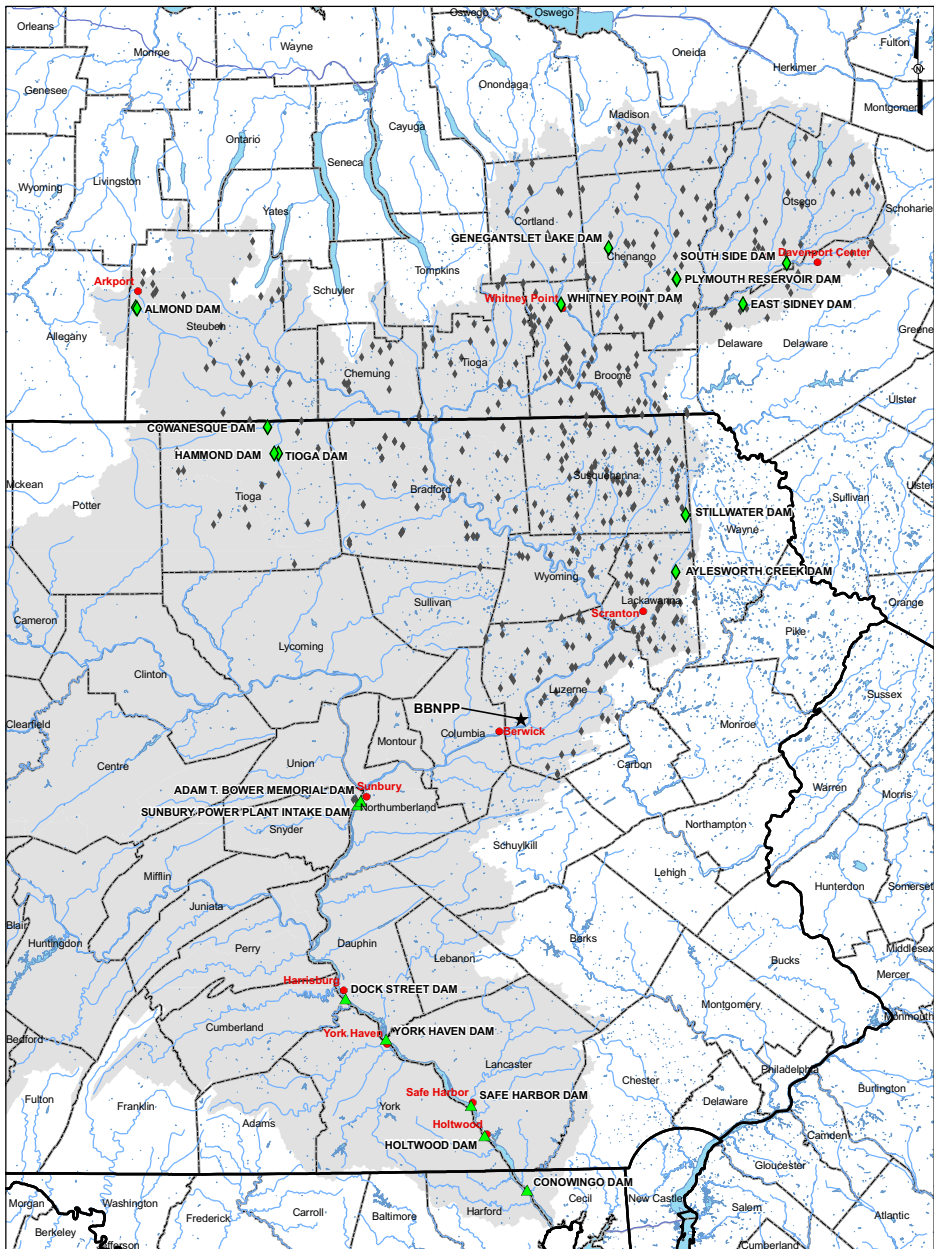 Orleans
Oswego
Oswego
Monroe
Wayne
Oneida
Fulton
Herkimer
Genesee
Onondaga
Montgomery
Madison
Cayuga
Ontario
Seneca
Livingston
Wyoming
Otsego
Yates
Cortland
Schoharie
GENEGANTSLET LAKE DAM
Chenango
SOUTH SIDE DAM
Davenport Center
Tompkins
Arkport
Schuyler
PLYMOUTH RESERVOIR DAM
Whitney Point
WHITNEY POINT DAM
EAST SIDNEY DAM
ALMOND DAM
Steuben
Allegany
Greene
Delaware
Delaware
Tioga
Chemung
Broome
Ulster
COWANESQUE DAM
HAMMOND DAM
TIOGA DAM
Mckean
Potter
Tioga
Bradford
Susquehanna
Sullivan
Ulster
STILLWATER DAM
Wayne
AYLESWORTH CREEK DAM
Wyoming
Sullivan
Lackawanna
Orange
Scranton
Cameron
Pike
Lycoming
Clinton
Luzerne
Sussex
BBNPP
Clearfield
Columbia
Berwick
Monroe
Montour
Centre
Union
Carbon
Sunbury
ADAM T. BOWER MEMORIAL DAM
Warren
Morris
SUNBURY POWER PLANT INTAKE DAM
Northumberland
Snyder
Northampton
Schuylkill
Lehigh
Mifflin
Hunterdon
Somerset
Juniata
Blair
Huntingdon
Perry
Dauphin
Berks
Middlesex
Lebanon
Bucks
Mercer
Harrisburg
DOCK STREET DAM
Montgomery
Monmouth
Cumberland
York Haven
YORK HAVEN DAM
Bedford
Lancaster
Philadelphia
Chester
Burlington
Safe Harbor
SAFE HARBOR DAM
Fulton
Franklin
York
Delaware
Adams
Holtwood
Camden
HOLTWOOD DAM
Gloucester
CONOWINGO DAM
Morgan
Washington
Cecil
New Castle
Salem
Frederick
Carroll
Baltimore
Harford
Atlantic
Berkeley
Jefferson
Cumberland
N